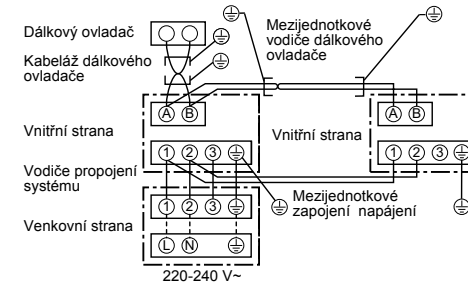 Dálkový ovladač
Kabeláž dálkového
ovladače
Mezijednotkové
vodiče dálkového
ovladače
A B
A B
Vnitřní strana
Vnitřní strana
1 2 3
1 2 3
Vodiče propojení
systému
Mezijednotkové
zapojení napájení
Venkovní strana
1 2 3
L N
220-240 V~